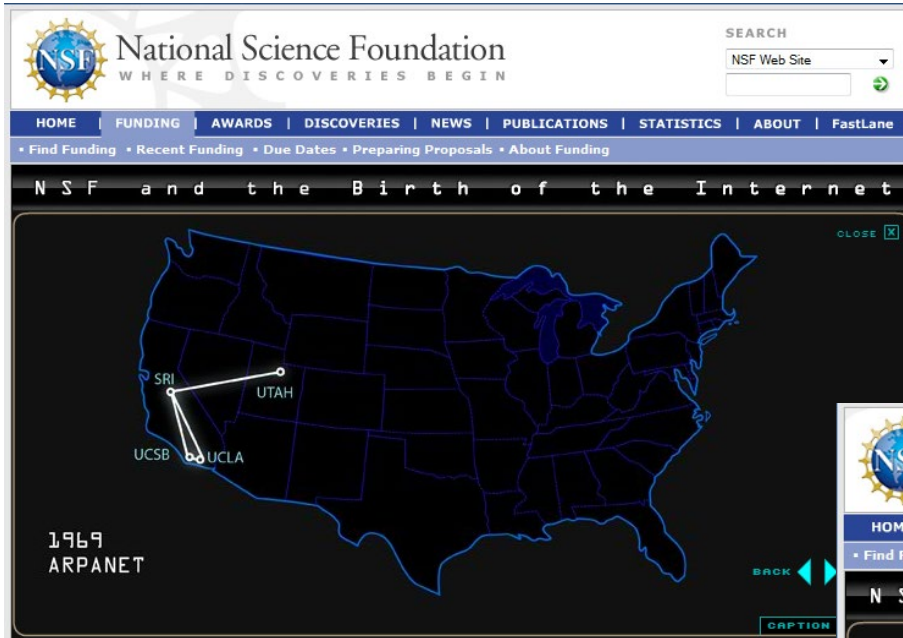 SEARCH
NSF
National Science Foundation
WHERE DISCOVERIES BEGIN
NSF Web Site
HOME | FUNDING | AWARDS | DISCOVERIES | NEWS | PUBLICATIONS | STATISTICS | ABOUT | FastLane
• Find Funding • Recent Funding • Due Dates • Preparing Proposals • About Funding
NSF and the Birth of the Internet
CLOSE X
SRI
UTAH
UCSB
UCLA
1969
ARPANET
BACK
CAPTION
NS
HOM
• Find F
N S